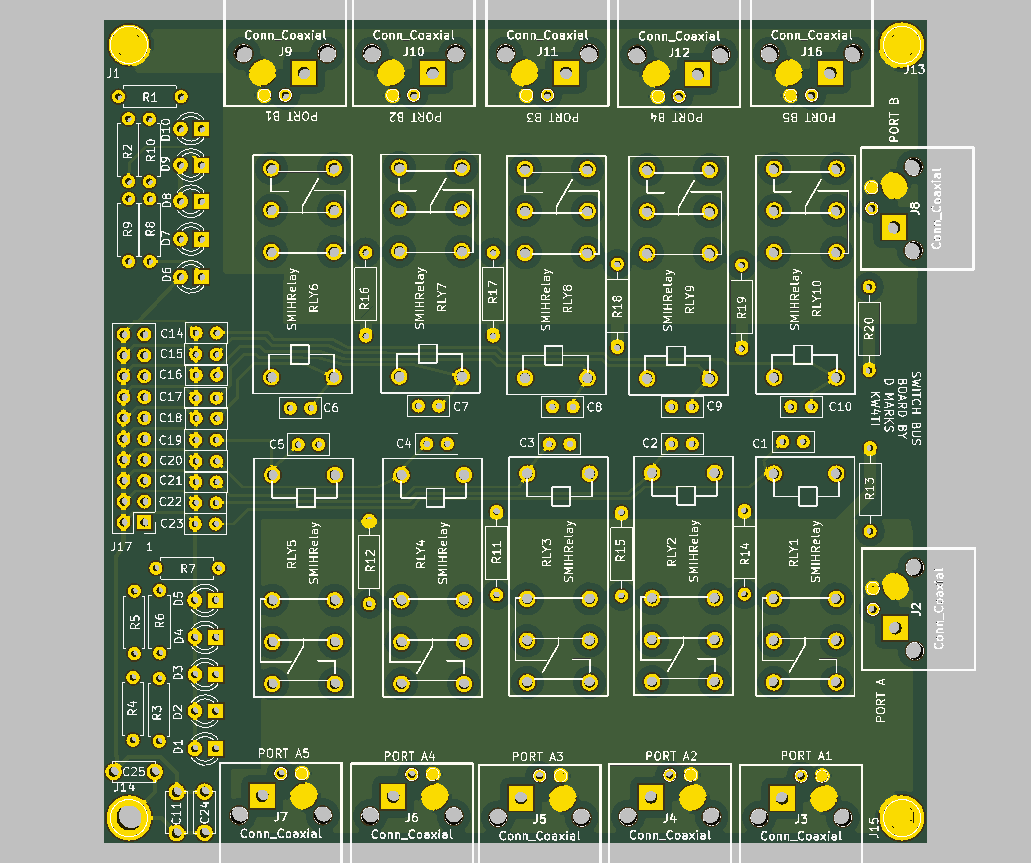 Conn_Coaxial
J9
PORT B1
Conn_Coaxial
J10
PORT B2
Conn_Coaxial
J11
PORT B3
Conn_Coaxial
J12
PORT B4
Conn_Coaxial
J16
PORT B5
J1
J13
R1
R2
R10
D10
D9
R9
R8
D8
D7
D6
PORT B
J8
Conn_Coaxial
SMIHRelay
RLY6
R16
SMIHRelay
RLY7
R17
SMIHRelay
RLY8
R18
SMIHRelay
RLY9
R19
SMIHRelay
RLY10
R20
C14
C15
C16
C17
C18
C19
C20
C21
C22
C23
J17 1
C6
C7
C8
C9
C10
SWITCH BUS
BOARD BY
D MARKS
KW4TI
C5
C4
C3
C2
C1
R13
RLY5
SMIHRelay
R12
RLY4
SMIHRelay
R11
RLY3
SMIHRelay
R15
RLY2
SMIHRelay
R14
RLY1
SMIHRelay
J2
Conn_Coaxial
PORT A
R7
R5
R6
D5
D4
D3
R4
R3
D2
D1
C25
J14
C11
C24
PORT A5
J7
Conn_Coaxial
PORT A4
J6
Conn_Coaxial
PORT A3
J5
Conn_Coaxial
PORT A2
J4
Conn_Coaxial
PORT A1
J3
Conn_Coaxial
J15